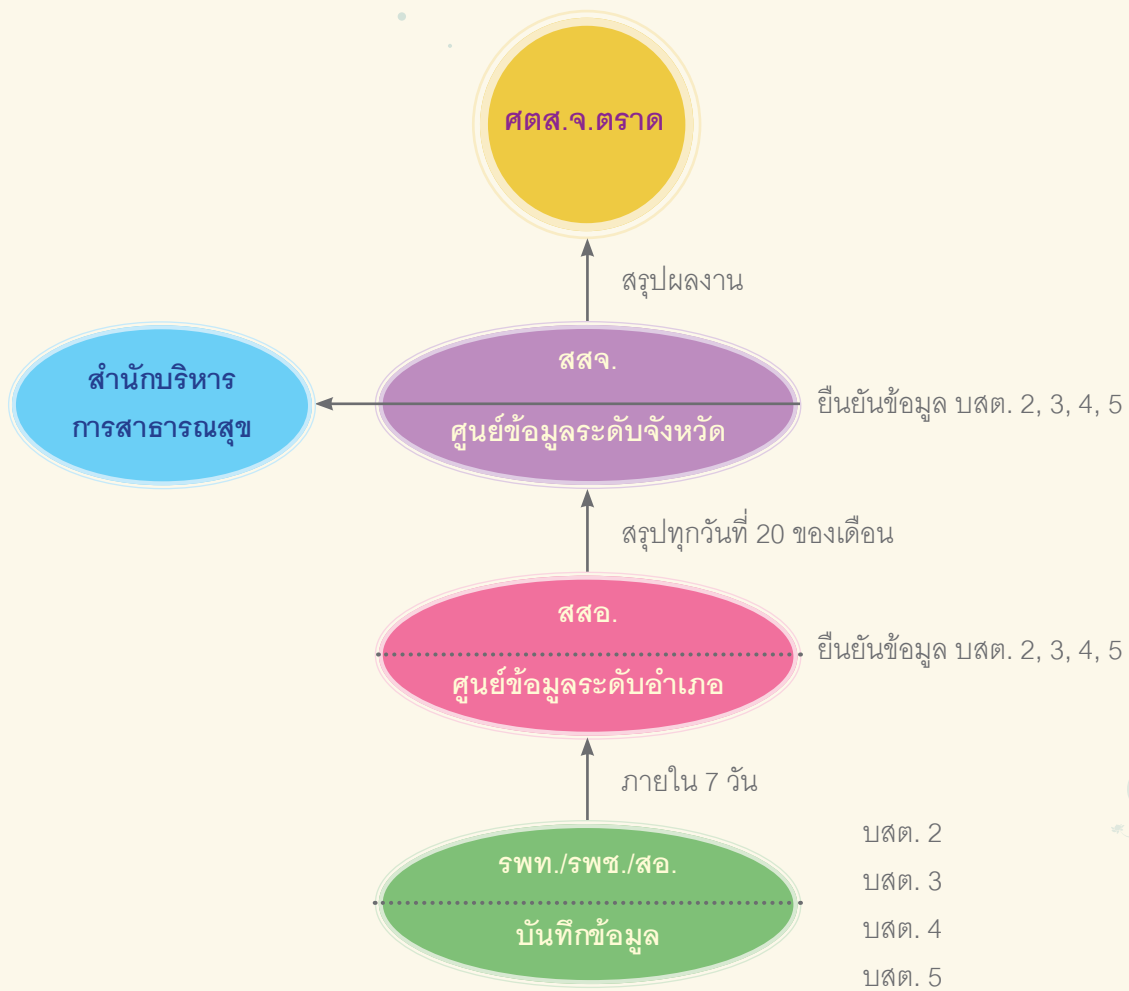 ศตส.จ.ตราด
สรุปผลงาน
สำนักบริหาร
การสาธารณสุข
สสจ.
ศูนย์ข้อมูลระดับจังหวัด
ยืนยันข้อมูล บสต. 2, 3, 4, 5
สรุปทุกวันที่ 20 ของเดือน
สสอ.
ศูนย์ข้อมูลระดับอำเภอ
ยืนยันข้อมูล บสต. 2, 3, 4, 5
ภายใน 7 วัน
รพท./รพช./สอ.
บันทึกข้อมูล
บสต. 2
บสต. 3
บสต. 4
บสต. 5